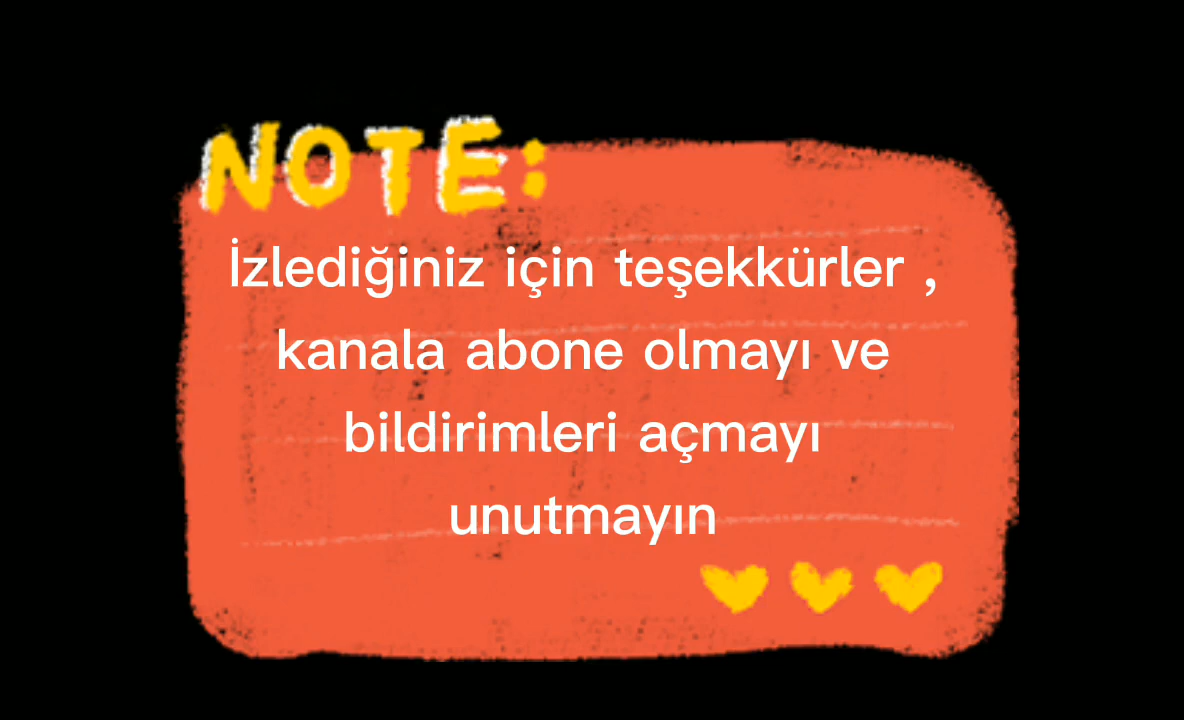 NOTE:
İzlediğiniz için teşekkürler ,
kanala abone olmayı ve
bildirimleri açmayı
unutmayın